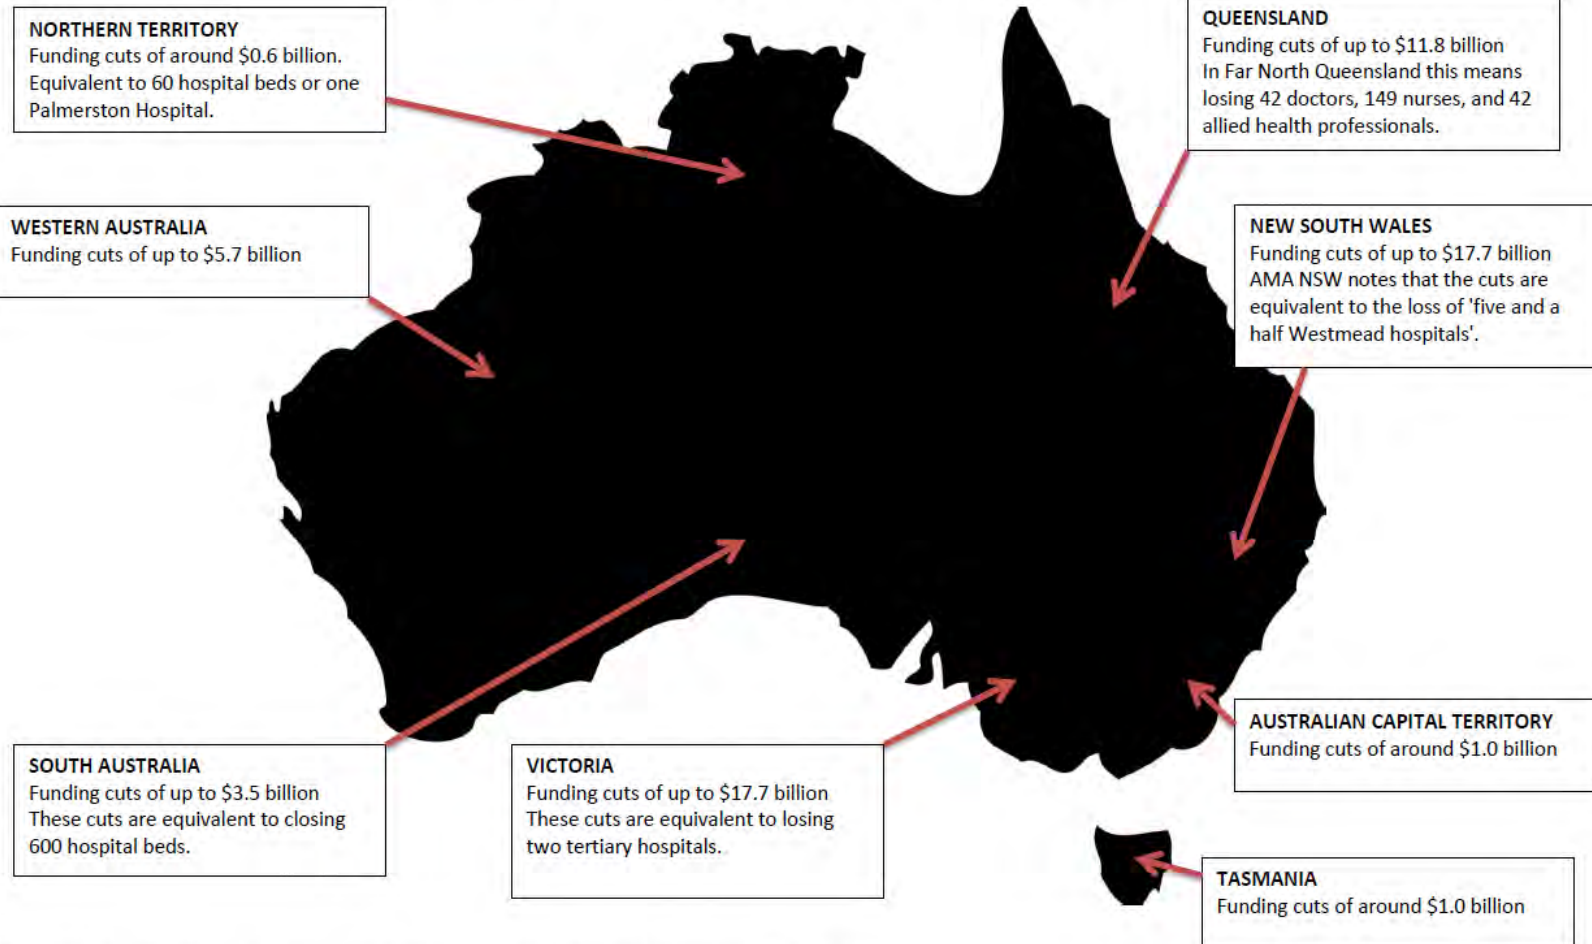 NORTHERN TERRITORY
Funding cuts of around $0.6 billion.
Equivalent to 60 hospital beds or one
Palmerston Hospital.
QUEENSLAND
Funding cuts of up to $11.8 billion
In Far North Queensland this means
losing 42 doctors, 149 nurses, and 42
allied health professionals.
WESTERN AUSTRALIA
Funding cuts of up to $5.7 billion
NEW SOUTH WALES
Funding cuts of up to $17.7 billion
AMA NSW notes that the cuts are
equivalent to the loss of 'five and a
half Westmead hospitals'.
SOUTH AUSTRALIA
Funding cuts of up to $3.5 billion
These cuts are equivalent to closing
600 hospital beds.
VICTORIA
Funding cuts of up to $17.7 billion
These cuts are equivalent to losing
two tertiary hospitals.
AUSTRALIAN CAPITAL TERRITORY
Funding cuts of around $1.0 billion
TASMANIA
Funding cuts of around $1.0 billion